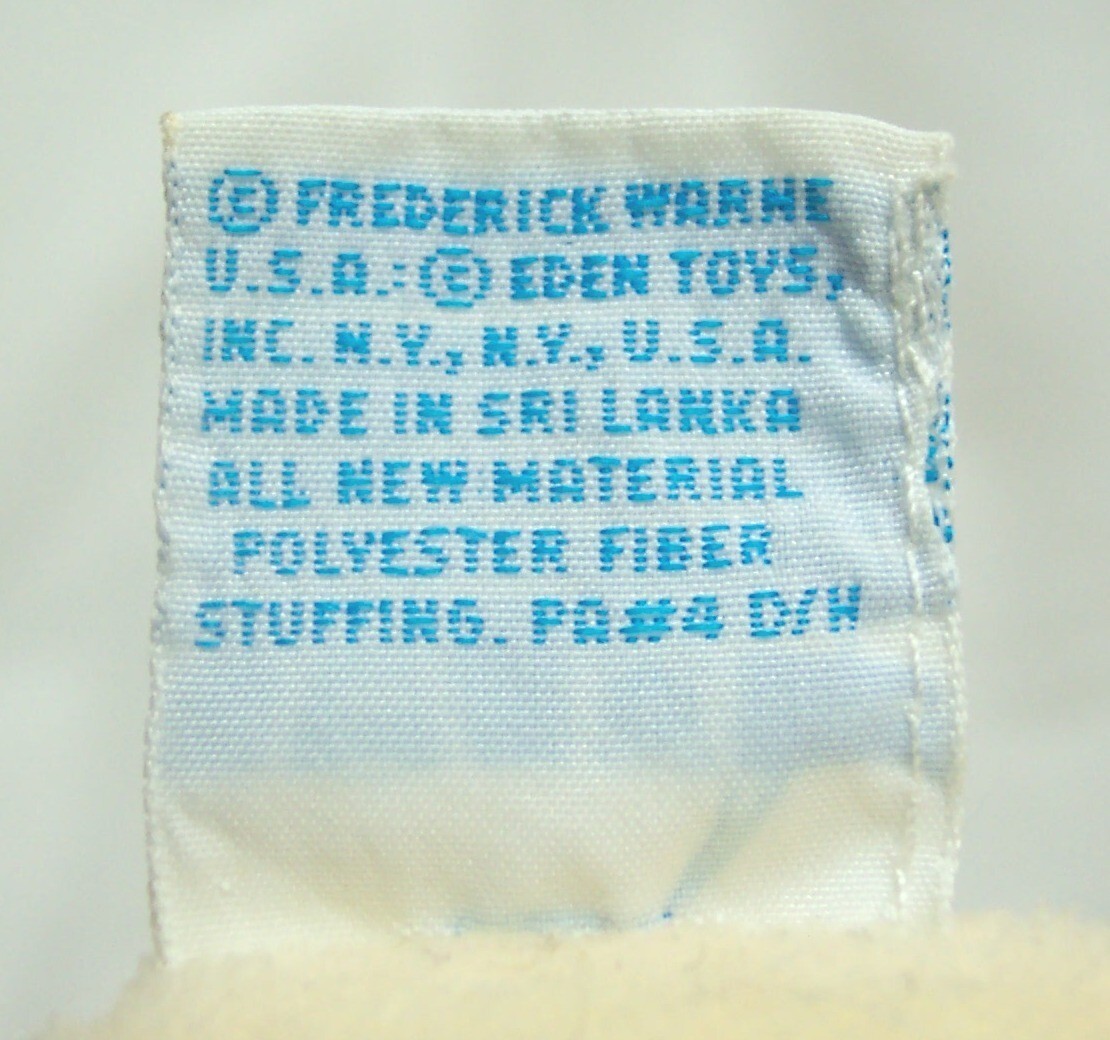 © FREDERICK WARNE
U.S.A.: © EDEN TOYS,
INC. N.Y., N.Y., U.S.A.
MADE IN SRI LANKA
ALL NEW MATERIAL
POLYESTER FIBER
STUFFING. PA#4 D/H